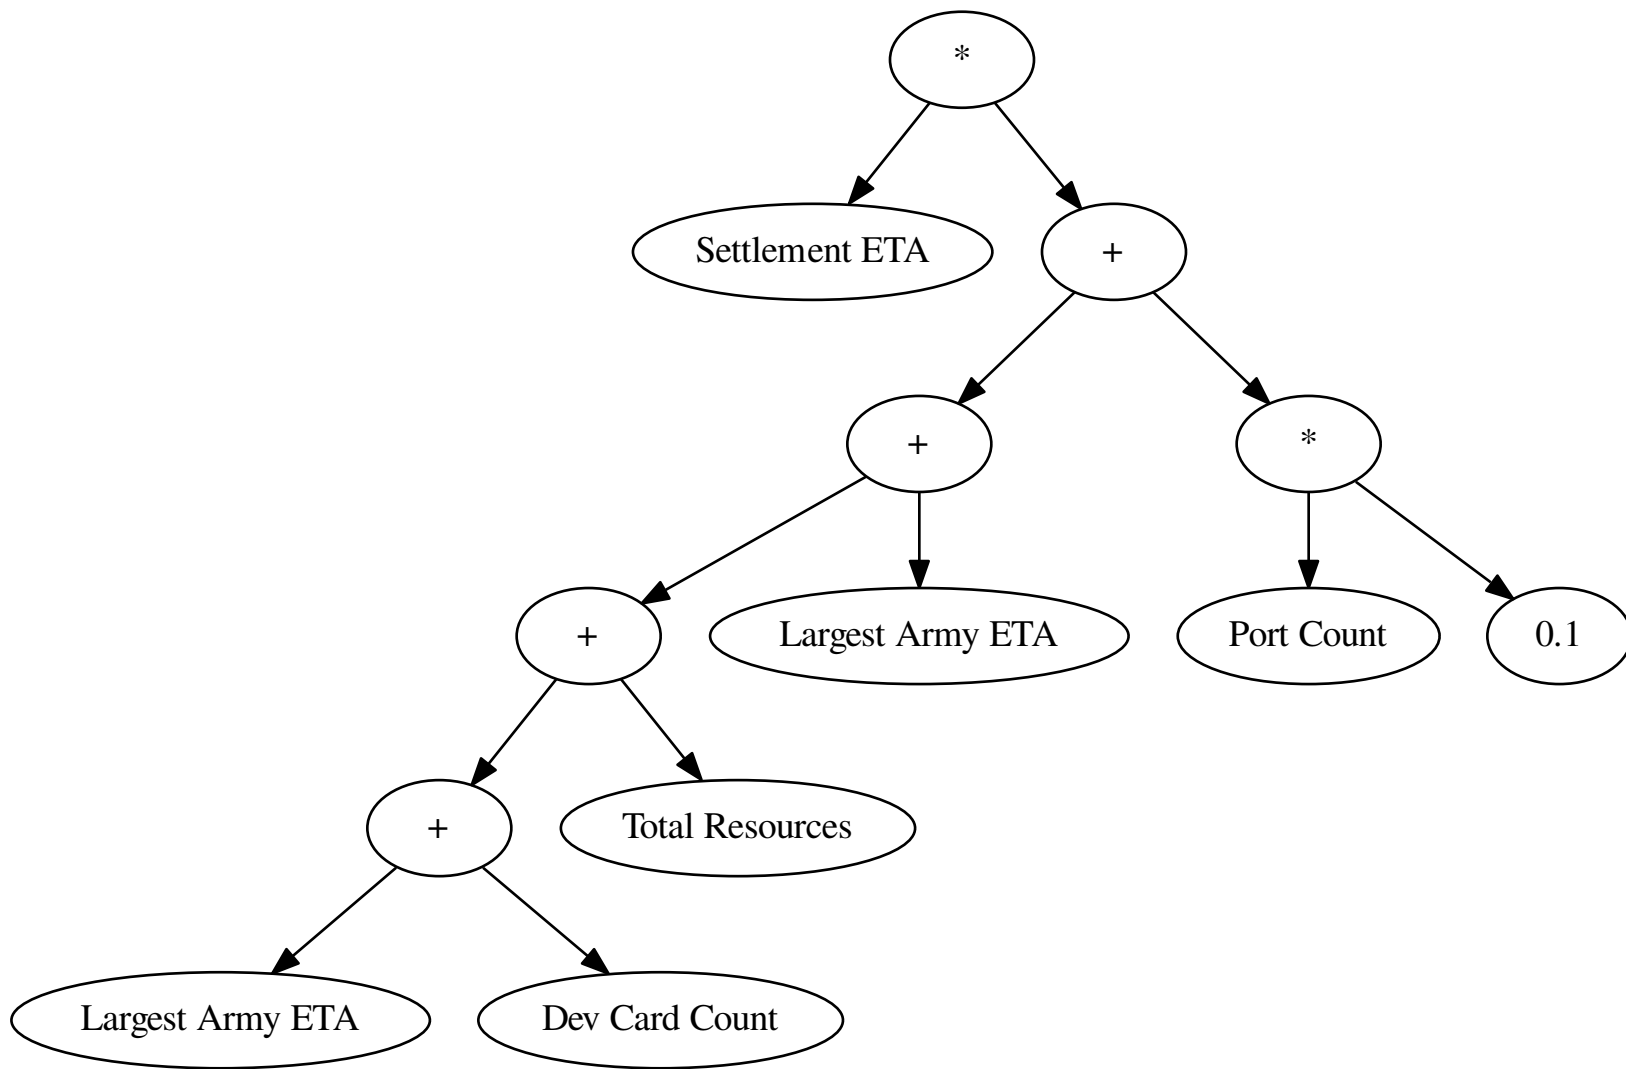 *
Settlement ETA
+
+
*
+
Largest Army ETA
Port Count
0.1
+
Total Resources
Largest Army ETA
Dev Card Count